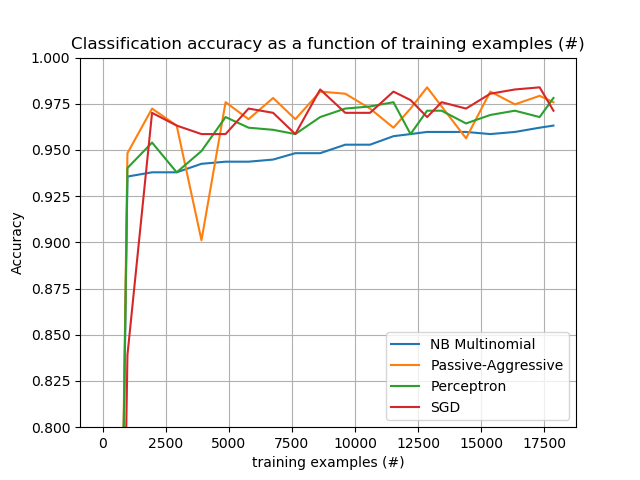 Classification accuracy as a function of training examples (#)
1.000
0.975
0.950
0.925
0.900
0.875
0.850
0.825
0.800
Accuracy
NB Multinomial
Passive-Aggressive
Perceptron
SGD
0 2500 5000 7500 10000 12500 15000 17500
training examples (#)